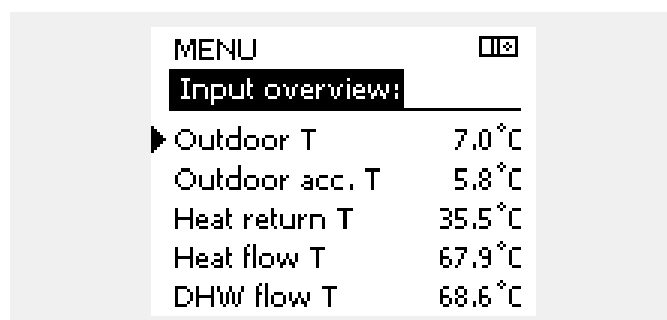 MENU
Input overview:
Outdoor T 7.0°C
Outdoor acc. T 5.8°C
Heat return T 35.5°C
Heat flow T 67.9°C
DHW flow T 68.6°C